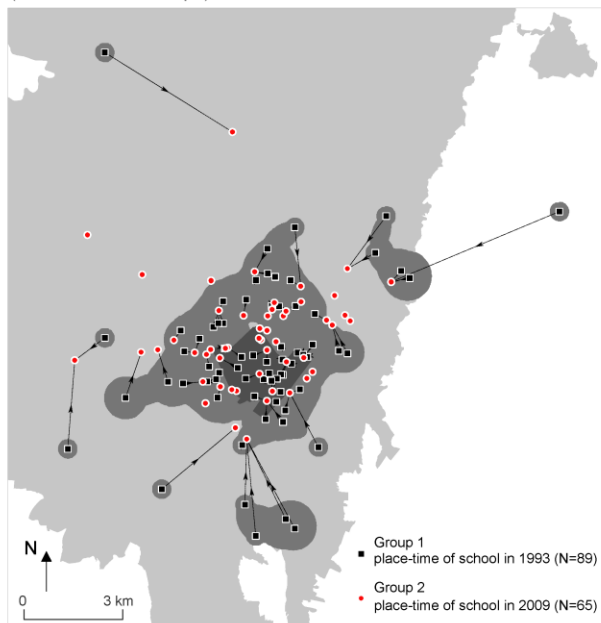 Group 1
place-time of school in 1993 (N=89)
Group 2
place-time of school in 2009 (N=65)
N
0 3 km